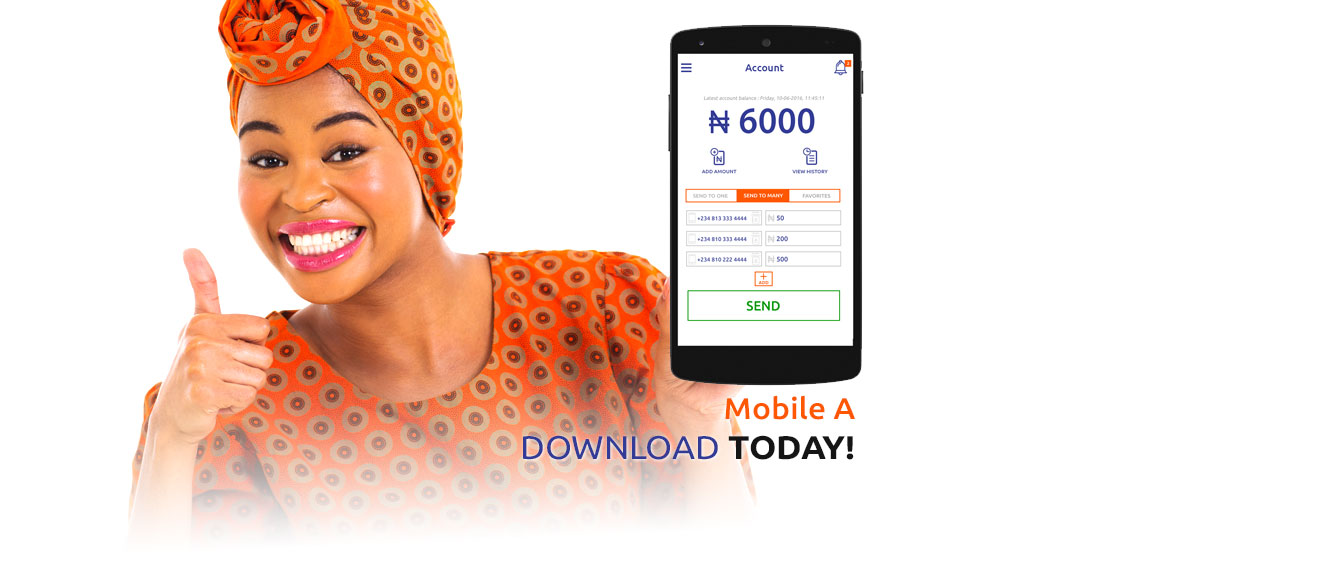 Account
1
Latest account balance : Friday, 10-06-2016, 11:45:11
₦ 6000
ADD AMOUNT VIEW HISTORY
SEND TO ONE SEND TO MANY FAVORITES
+234 813 333 4444 ₦ 50
+234 810 333 4444 ₦ 200
+234 810 222 4444 ₦ 500
+
ADD
SEND
Mobile A
DOWNLOAD TODAY!